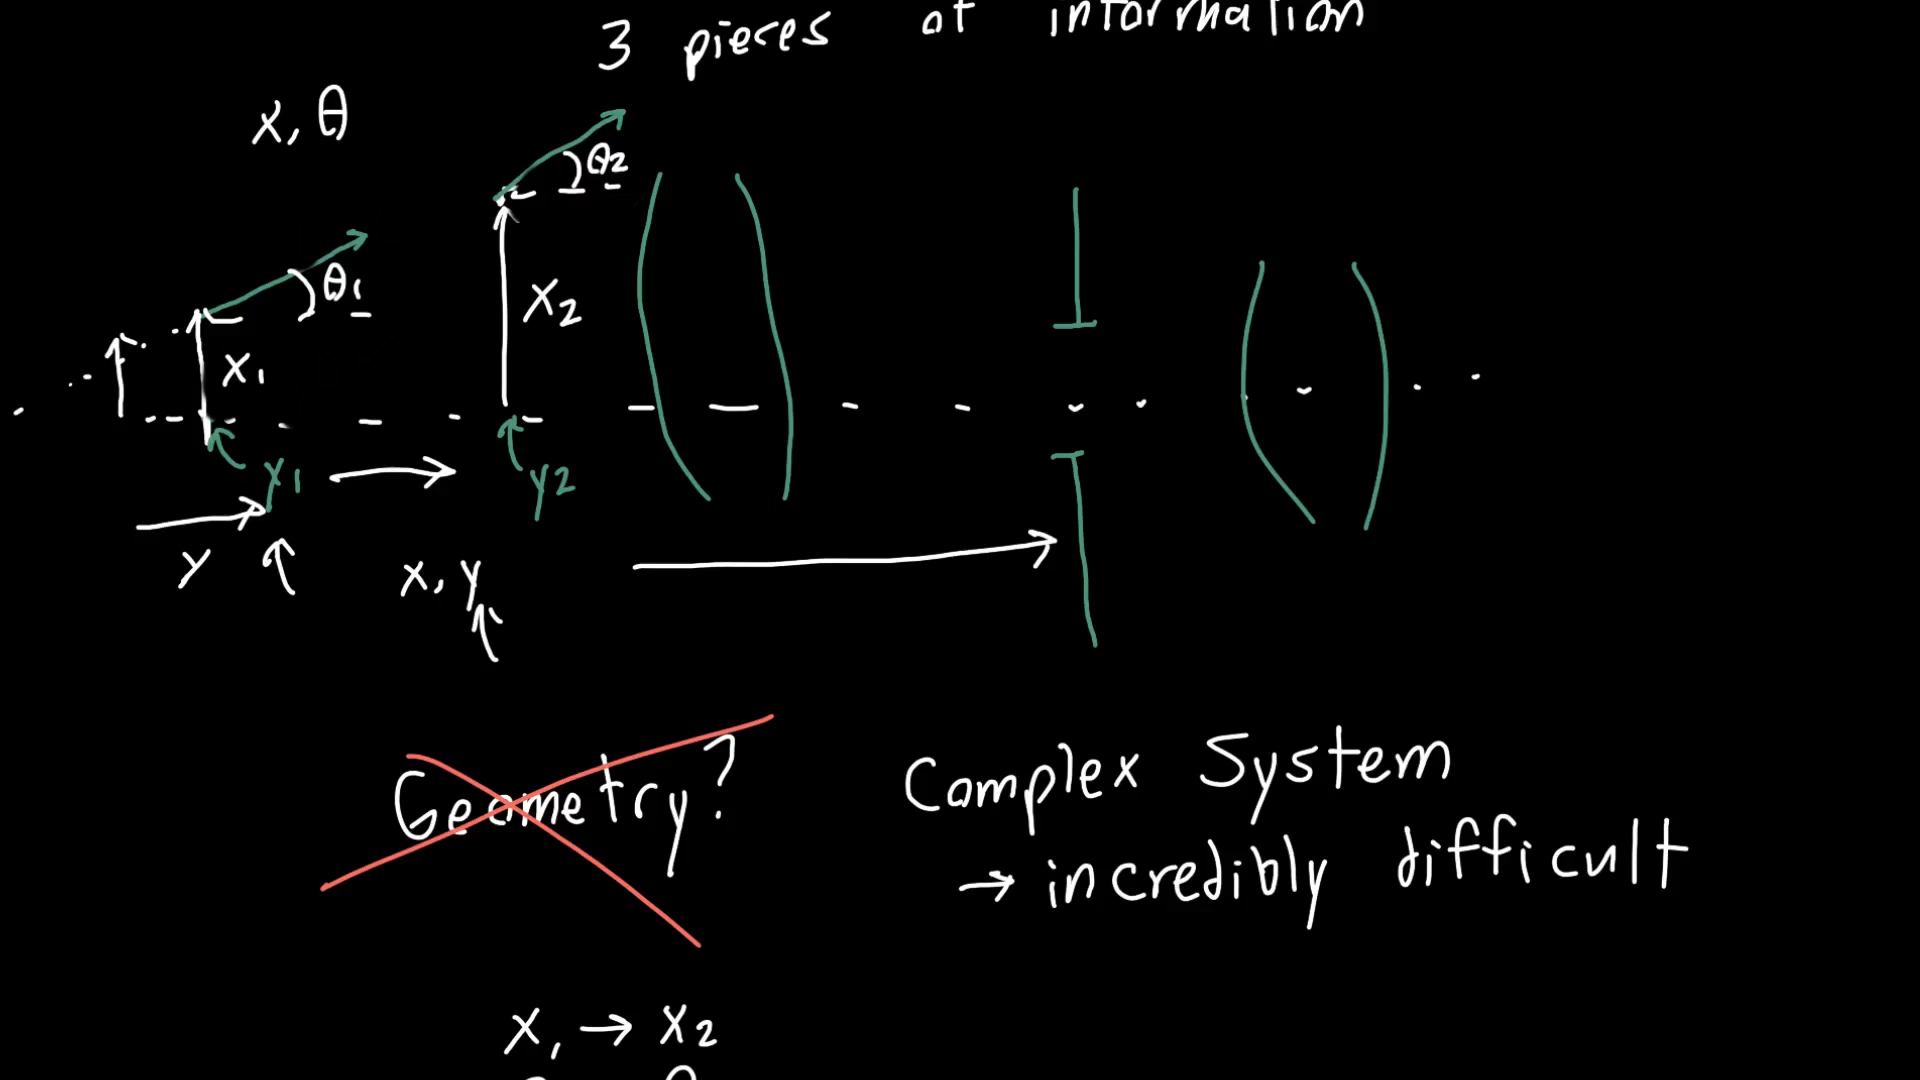 3 pieces of information
x, θ
θ2
θ1
x2
x1
y1
y2
y
x, y
Geometry?
Complex System
→ incredibly difficult
x1 → x2